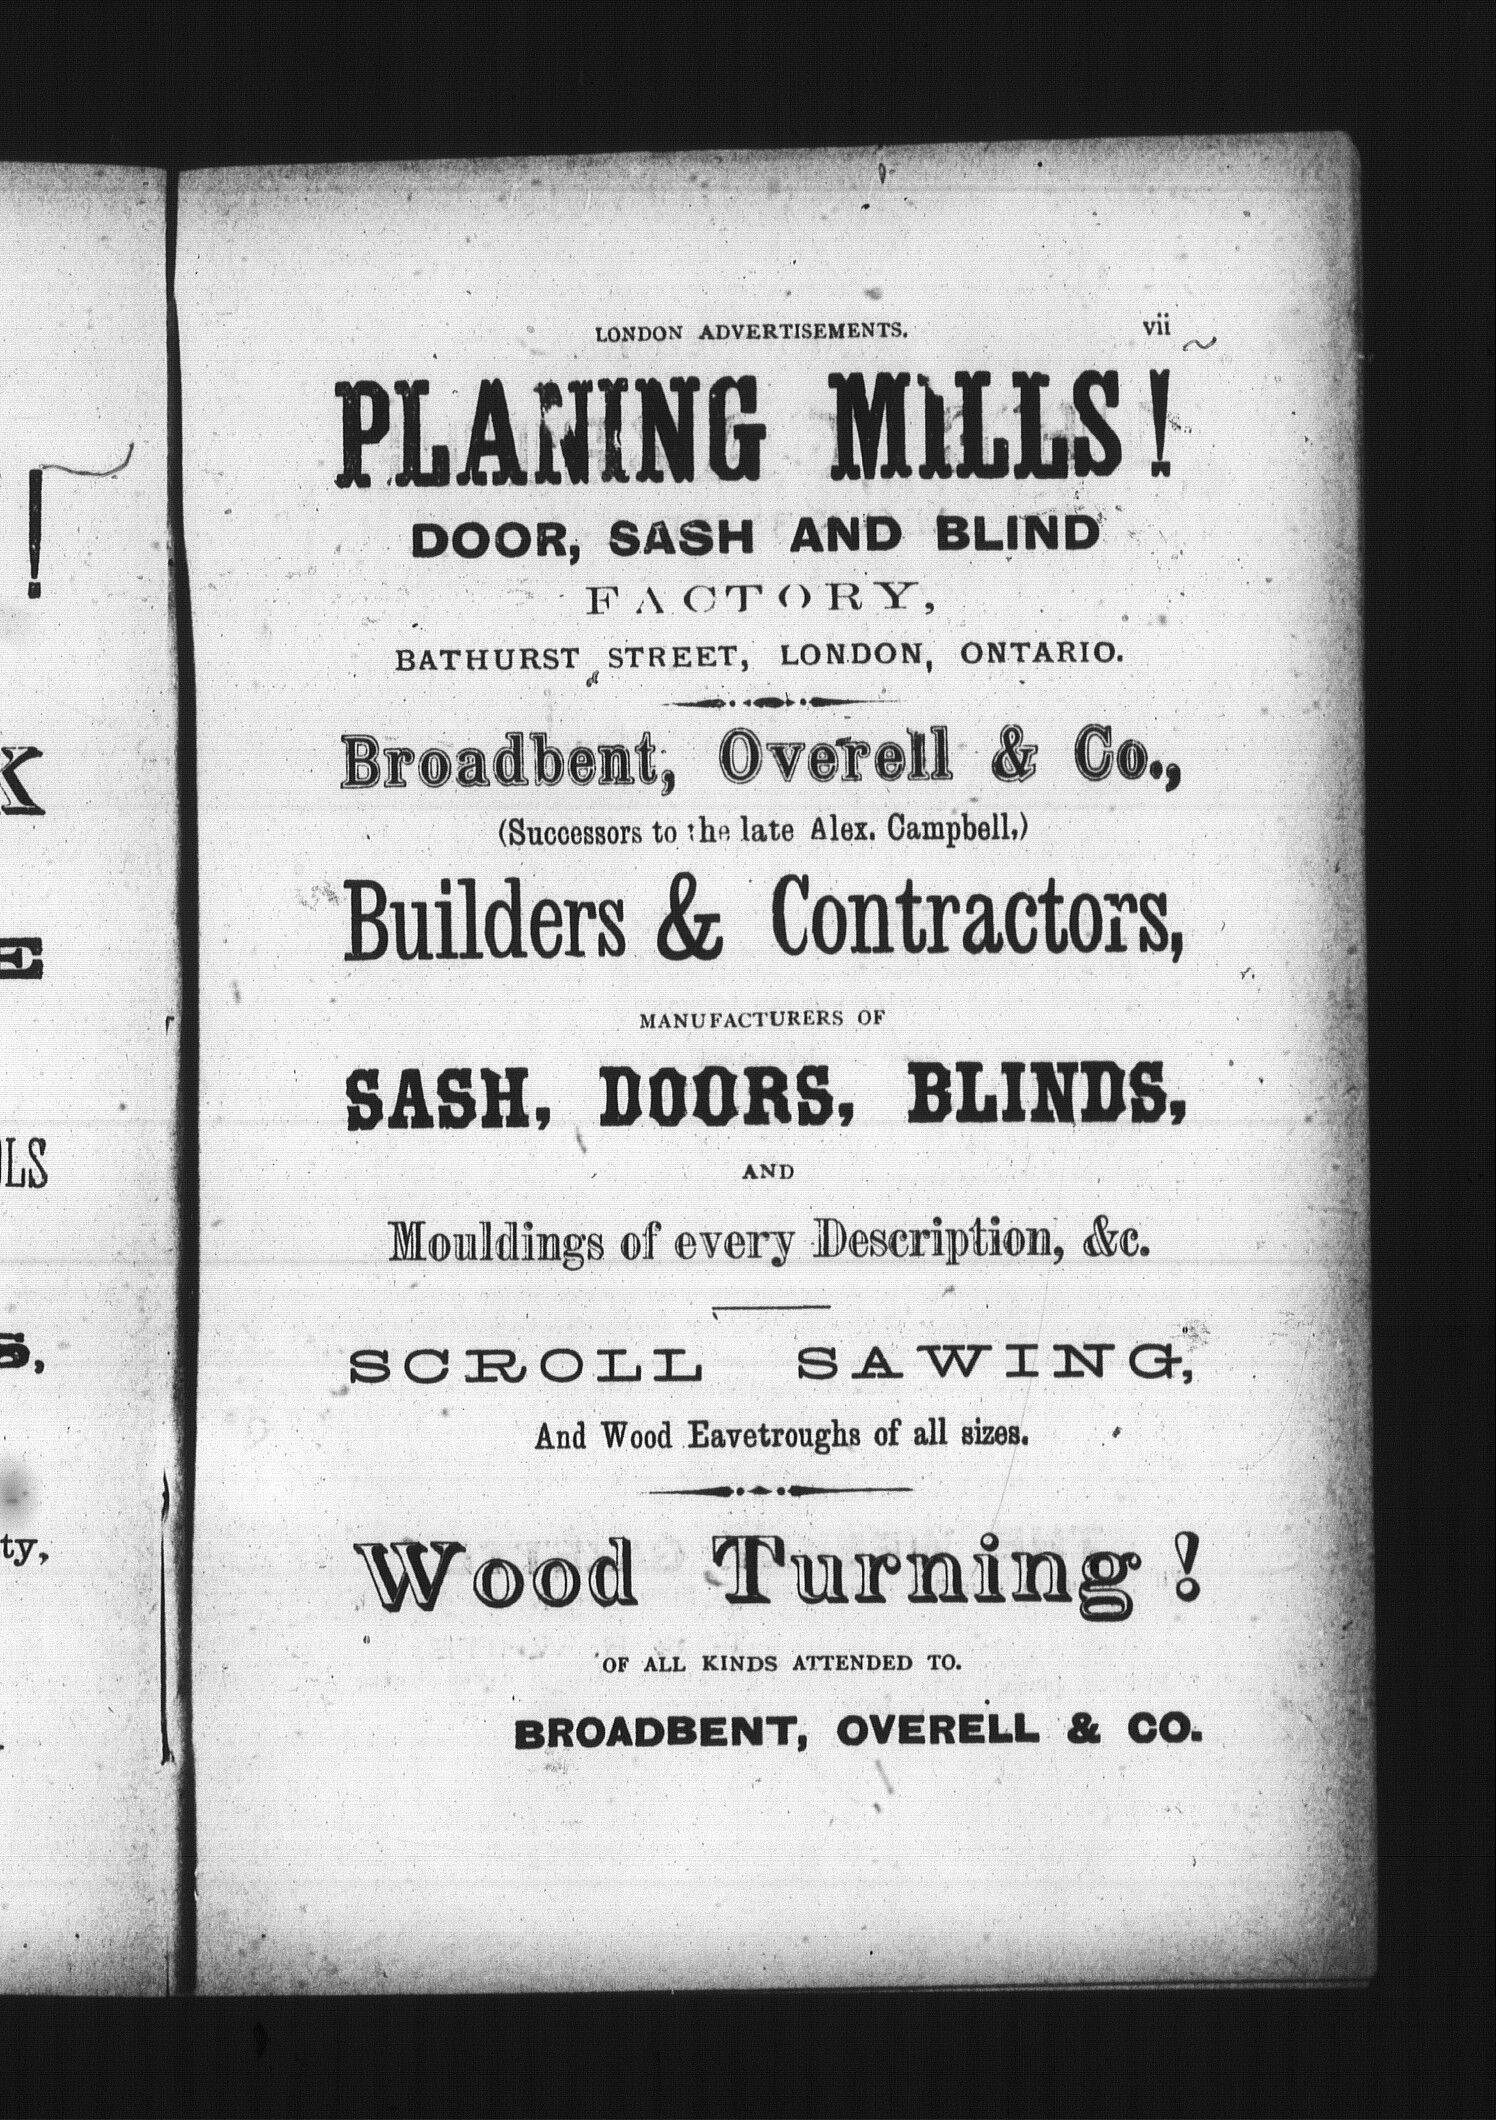 LONDON ADVERTISEMENTS. vii
PLANING MILLS!
DOOR, SASH AND BLIND
FACTORY,
BATHURST STREET, LONDON, ONTARIO.
Broadbent, Overell & Co.,
(Successors to the late Alex. Campbell,)
Builders & Contractors,
MANUFACTURERS OF
SASH, DOORS, BLINDS,
AND
Mouldings of every Description, &c.
SCROLL SAWING,
And Wood Eavetroughs of all sizes.
Wood Turning!
OF ALL KINDS ATTENDED TO.
BROADBENT, OVERELL & CO.